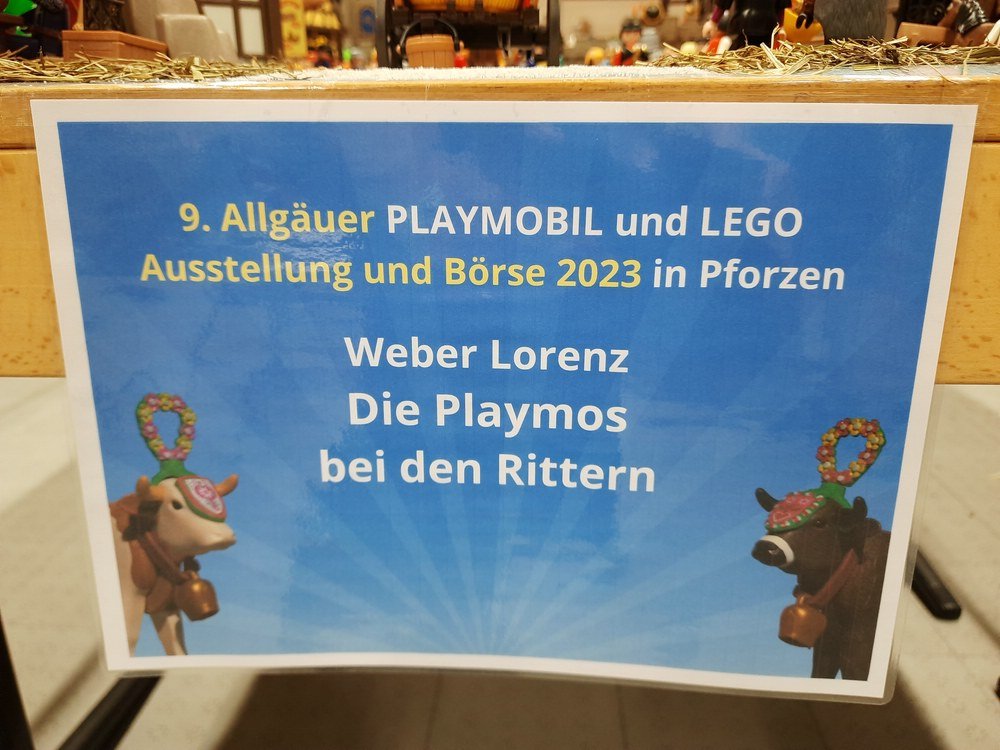 9. Allgäuer PLAYMOBIL und LEGO
Ausstellung und Börse 2023 in Pforzen
Weber Lorenz
Die Playmos
bei den Rittern